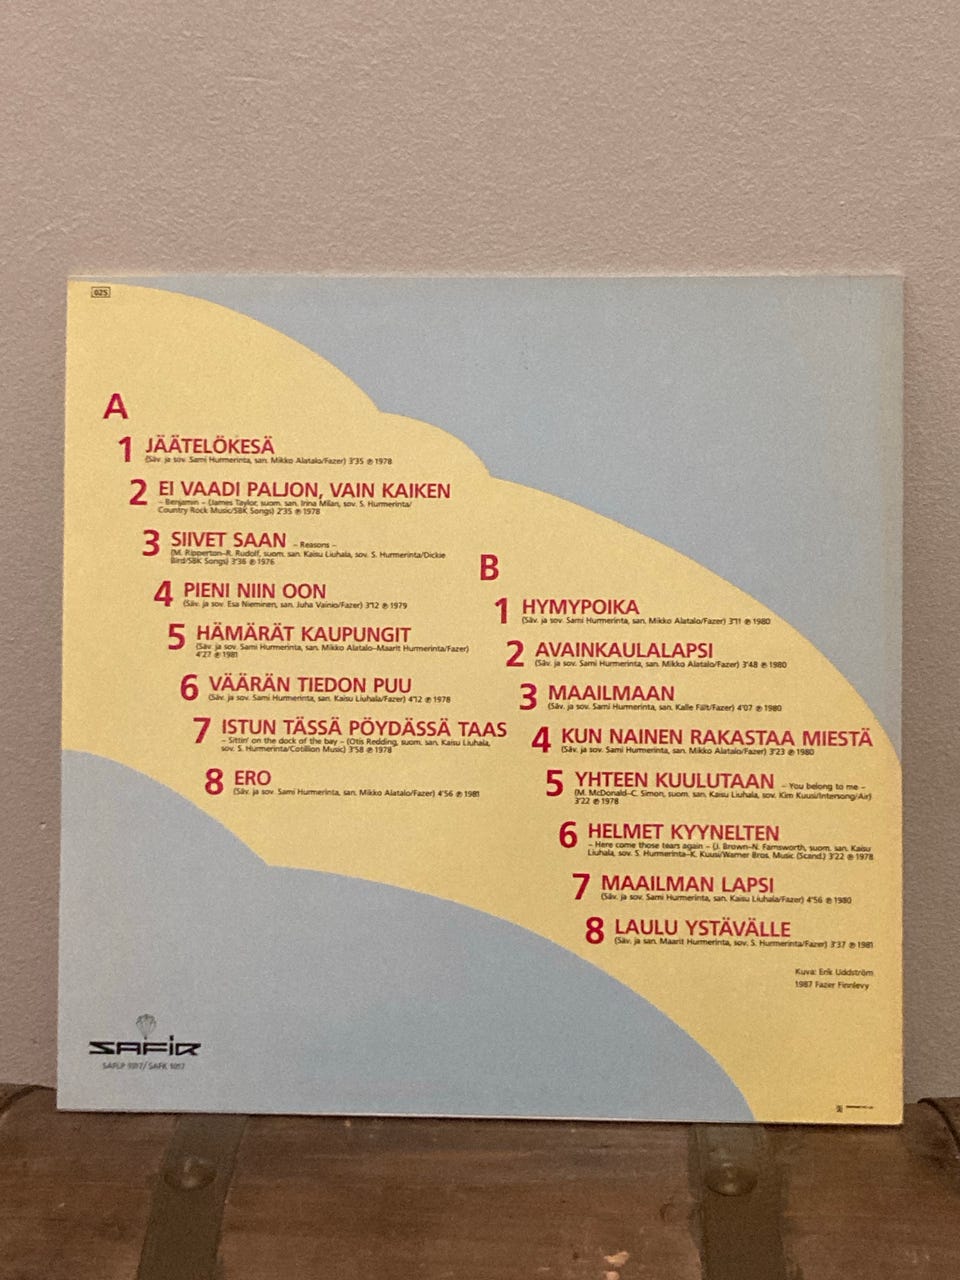 025
A
1 JÄÄTELÖKESÄ
(Säv. ja sov. Sami Hurmerinta, san. Mikko Alatalo/Fazer) 3'35 ℗ 1978
2 EI VAADI PALJON, VAIN KAIKEN
– Benjamin – (James Taylor, suom. san. Irina Milan, sov. S. Hurmerinta/
Country Rock Music/SBK Songs) 2'35 ℗ 1978
3 SIIVET SAAN – Reasons –
(M. Ripperton–R. Rudolf, suom. san. Kaisu Liuhala, sov. S. Hurmerinta/Dickie
Bird/SBK Songs) 3'36 ℗ 1976
4 PIENI NIIN OON
(Säv. ja sov. Esa Nieminen, san. Juha Vainio/Fazer) 3'12 ℗ 1979
5 HÄMÄRÄT KAUPUNGIT
(Säv. ja sov. Sami Hurmerinta, san. Mikko Alatalo–Maarit Hurmerinta/Fazer)
4'27 ℗ 1981
6 VÄÄRÄN TIEDON PUU
(Säv. ja sov. Sami Hurmerinta, san. Kaisu Liuhala/Fazer) 4'12 ℗ 1978
7 ISTUN TÄSSÄ PÖYDÄSSÄ TAAS
– Sittin' on the dock of the bay – (Otis Redding, suom. san. Kaisu Liuhala,
sov. S. Hurmerinta/Cotillion Music) 3'58 ℗ 1978
8 ERO
(Säv. ja sov. Sami Hurmerinta, san. Mikko Alatalo/Fazer) 4'56 ℗ 1981
B
1 HYMYPOIKA
(Säv. ja sov. Sami Hurmerinta, san. Mikko Alatalo/Fazer) 3'11 ℗ 1980
2 AVAINKAULALAPSI
(Säv. ja sov. Sami Hurmerinta, san. Mikko Alatalo/Fazer) 3'48 ℗ 1980
3 MAAILMAAN
(Säv. ja sov. Sami Hurmerinta, san. Kalle Fält/Fazer) 4'07 ℗ 1980
4 KUN NAINEN RAKASTAA MIESTÄ
(Säv. ja sov. Sami Hurmerinta, san. Mikko Alatalo/Fazer) 3'23 ℗ 1980
5 YHTEEN KUULUTAAN – You belong to me –
(M. McDonald–C. Simon, suom. san. Kaisu Liuhala, sov. Kim Kuusi/Intersong/Air)
3'22 ℗ 1978
6 HELMET KYYNELTEN
– Here come those tears again – (J. Brown–N. Farnsworth, suom. san. Kaisu
Liuhala, sov. S. Hurmerinta–K. Kuusi/Warner Bros. Music (Scand.) 3'22 ℗ 1978
7 MAAILMAN LAPSI
(Säv. ja sov. Sami Hurmerinta, san. Kaisu Liuhala/Fazer) 4'56 ℗ 1980
8 LAULU YSTÄVÄLLE
(Säv. ja san. Maarit Hurmerinta, sov. S. Hurmerinta/Fazer) 3'37 ℗ 1981
Kuva: Erik Uddström
1987 Fazer Finnlevy
SAFIR